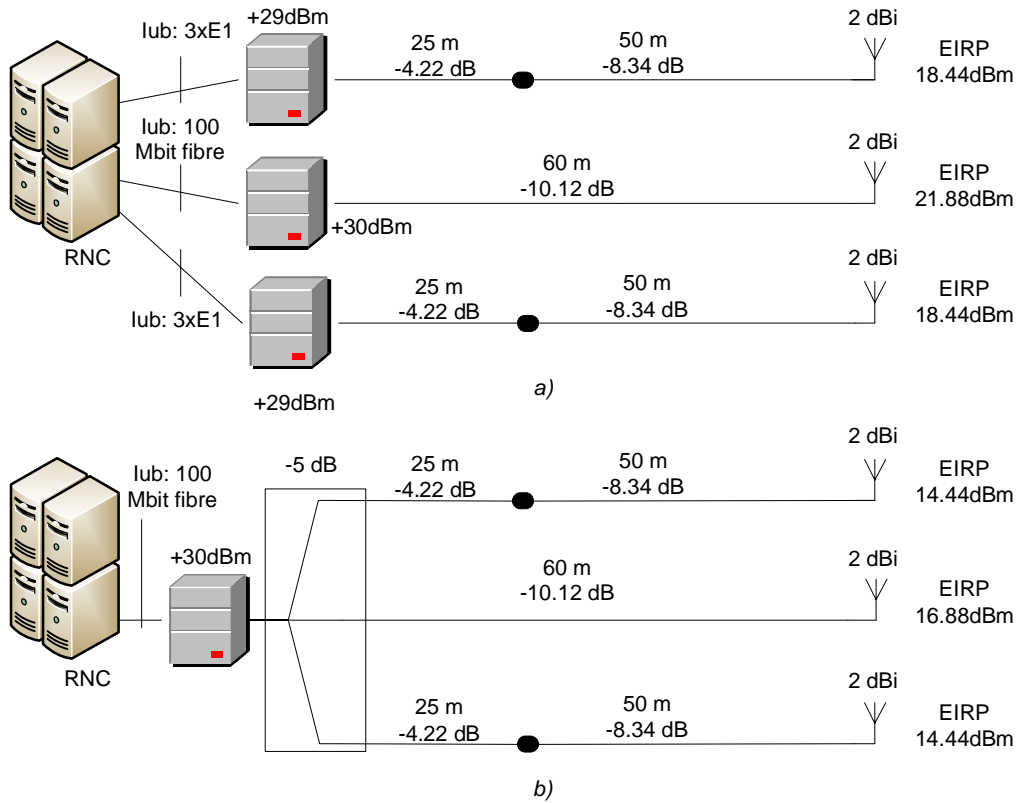 Iub: 3xE1
+29dBm
25 m
-4.22 dB
50 m
-8.34 dB
2 dBi
EIRP
18.44dBm
Iub: 100
Mbit fibre
RNC
+30dBm
60 m
-10.12 dB
2 dBi
EIRP
21.88dBm
Iub: 3xE1
+29dBm
25 m
-4.22 dB
50 m
-8.34 dB
2 dBi
EIRP
18.44dBm
a)
Iub: 100
Mbit fibre
RNC
+30dBm
-5 dB
25 m
-4.22 dB
50 m
-8.34 dB
2 dBi
EIRP
14.44dBm
60 m
-10.12 dB
2 dBi
EIRP
16.88dBm
25 m
-4.22 dB
50 m
-8.34 dB
2 dBi
EIRP
14.44dBm
b)